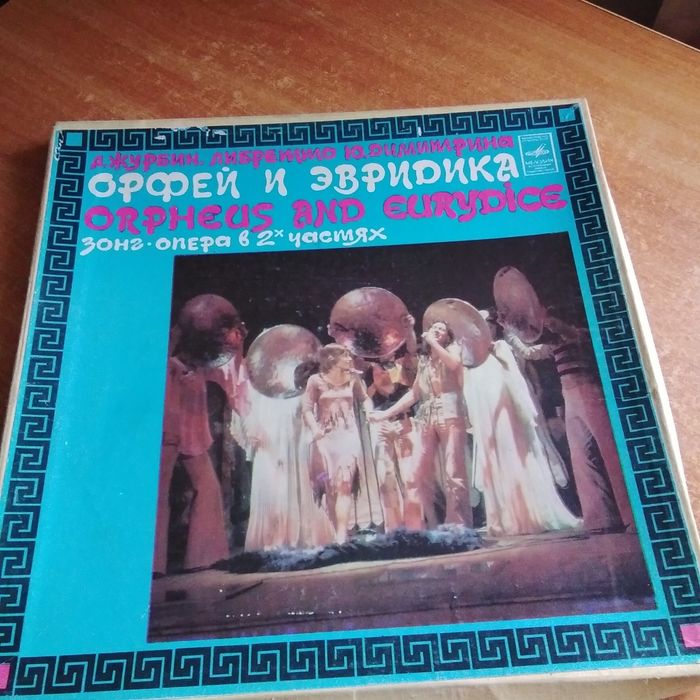 А.ЖУРБИН. ЛИБРЕТТО Ю.ДИМИТРИНА
ОРФЕЙ И ЭВРИДИКА
ORPHEUS AND EURYDICE
ЗОНГ-ОПЕРА В 2Х ЧАСТЯХ